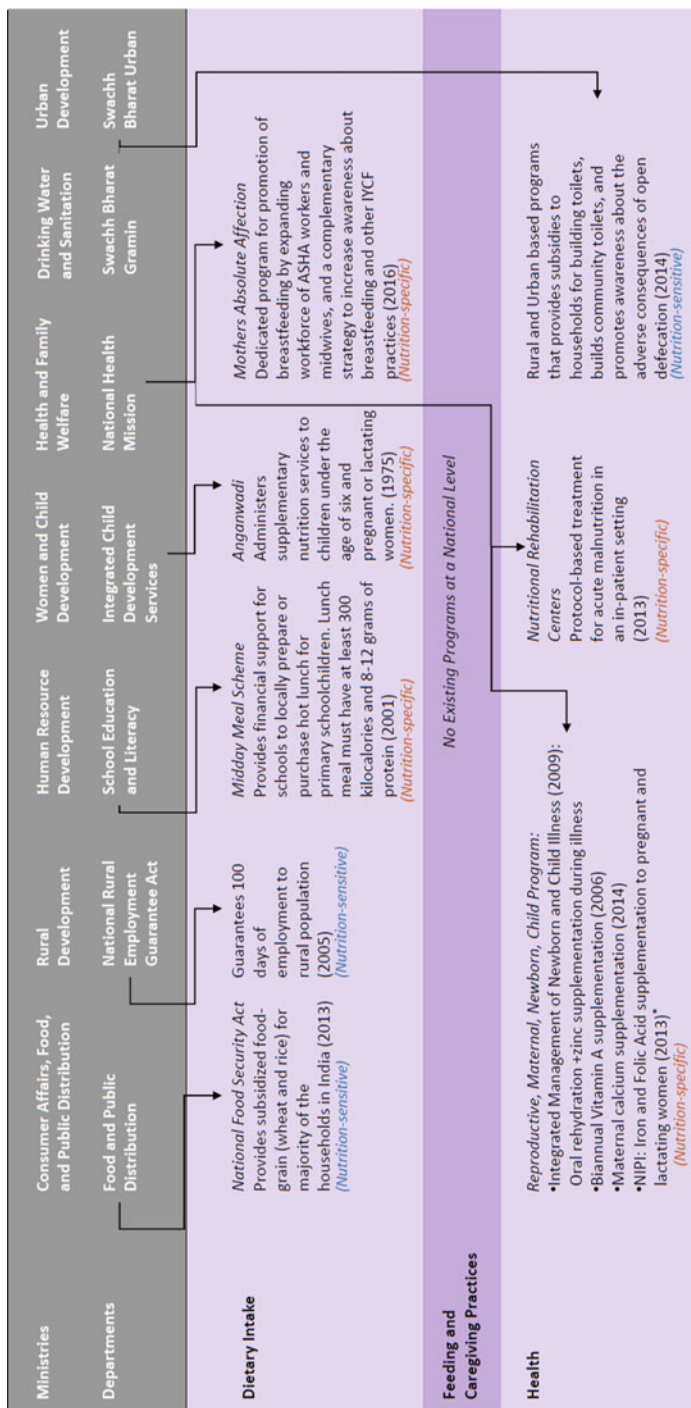 Ministries
Consumer Affairs, Food,
and Public Distribution
Rural
Development
Human Resource
Development
Women and Child
Development
Health and Family
Welfare
Drinking Water
and Sanitation
Urban
Development
Departments
Food and Public
Distribution
National Rural
Employment
Guarantee Act
School Education
and Literacy
Integrated Child
Development
Services
National Health
Mission
Swachh Bharat
Gramin
Swachh
Bharat Urban
Dietary Intake
National Food Security Act
Provides subsidized food-
grain (wheat and rice) for
majority of the
households in India (2013)
(Nutrition-sensitive)
Guarantees 100
days of
employment to
rural population
(2005)
(Nutrition-sensitive)
Midday Meal Scheme
Provides financial support for
schools to locally prepare or
purchase hot lunch for
primary schoolchildren. Lunch
meal must have at least 300
kilocalories and 8-12 grams of
protein (2001)
(Nutrition-specific)
Anganwadi
Administers
supplementary
nutrition services to
children under the
age of six and
pregnant or lactating
women. (1975)
(Nutrition-specific)
Mothers Absolute Affection
Dedicated program for promotion of
breastfeeding by expanding
workforce of ASHA workers and
midwives, and a complementary
strategy to increase awareness about
breastfeeding and other IYCF
practices (2016)
(Nutrition-specific)
Feeding and
Caregiving Practices
No Existing Programs at a National Level
Health
Reproductive, Maternal, Newborn, Child Program:
•Integrated Management of Newborn and Child Illness (2009):
Oral rehydration +zinc supplementation during illness
•Biannual Vitamin A supplementation (2006)
•Maternal calcium supplementation (2014)
•NIPI: Iron and Folic Acid supplementation to pregnant and
lactating women (2013)*
(Nutrition-specific)
Nutritional Rehabilitation
Centers
Protocol-based treatment
for acute malnutrition in
an in-patient setting
(2013)
(Nutrition-specific)
Rural and Urban based programs
that provides subsidies to
households for building toilets,
builds community toilets, and
promotes awareness about the
adverse consequences of open
defecation (2014)
(Nutrition-sensitive)